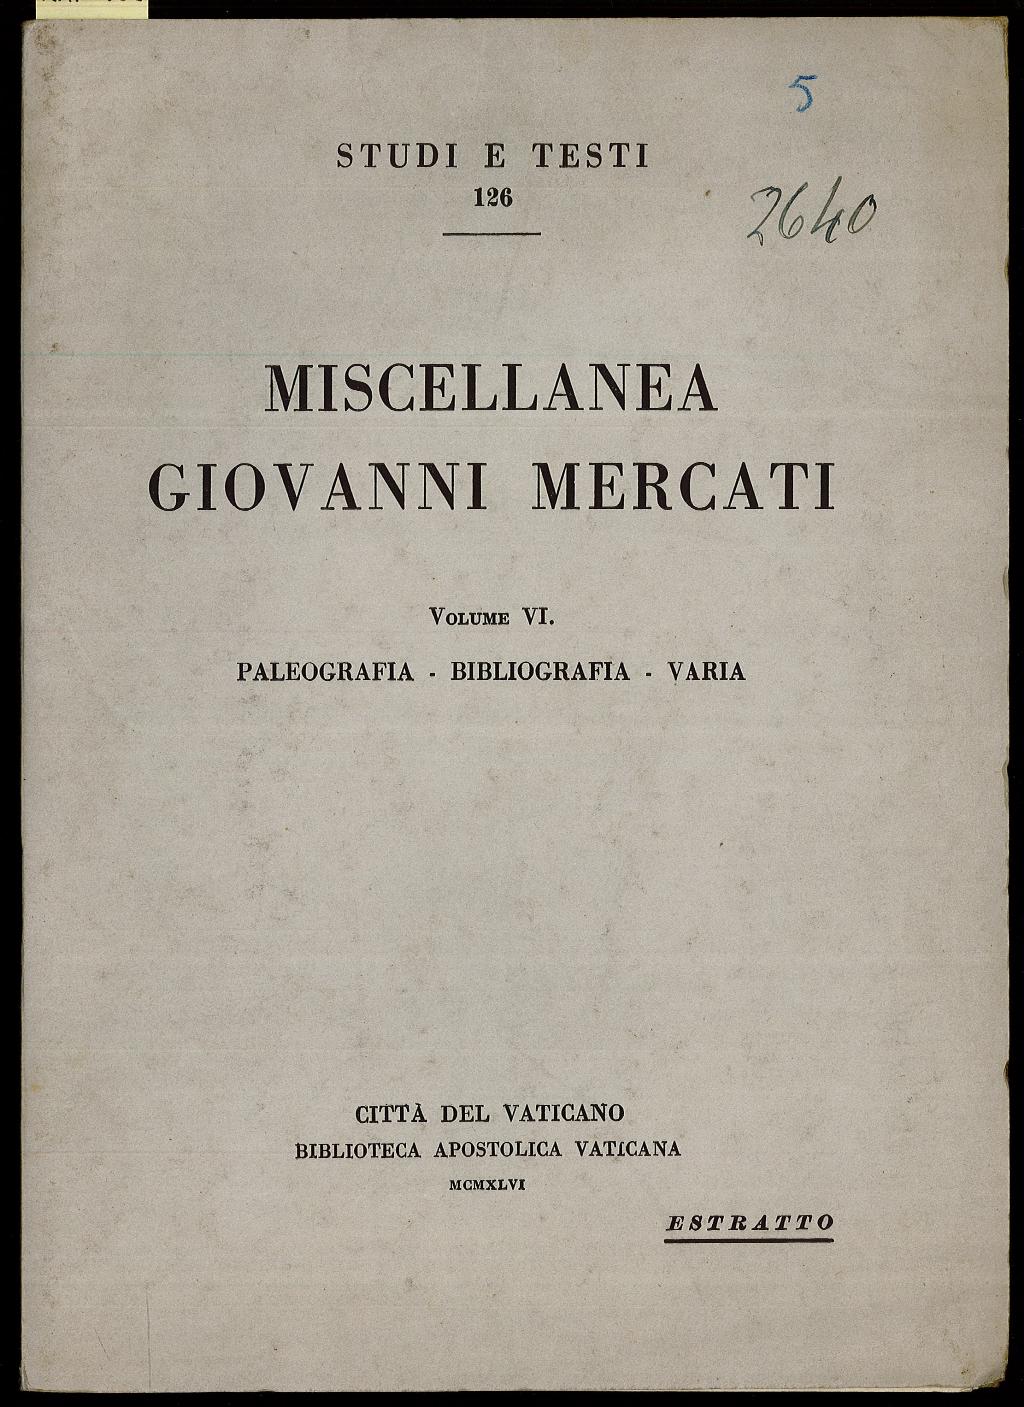 5
STUDI E TESTI
126
2640
MISCELLANEA
GIOVANNI MERCATI
VOLUME VI.
PALEOGRAFIA - BIBLIOGRAFIA - VARIA
CITTÀ DEL VATICANO
BIBLIOTECA APOSTOLICA VATICANA
MCMXLVI
ESTRATTO